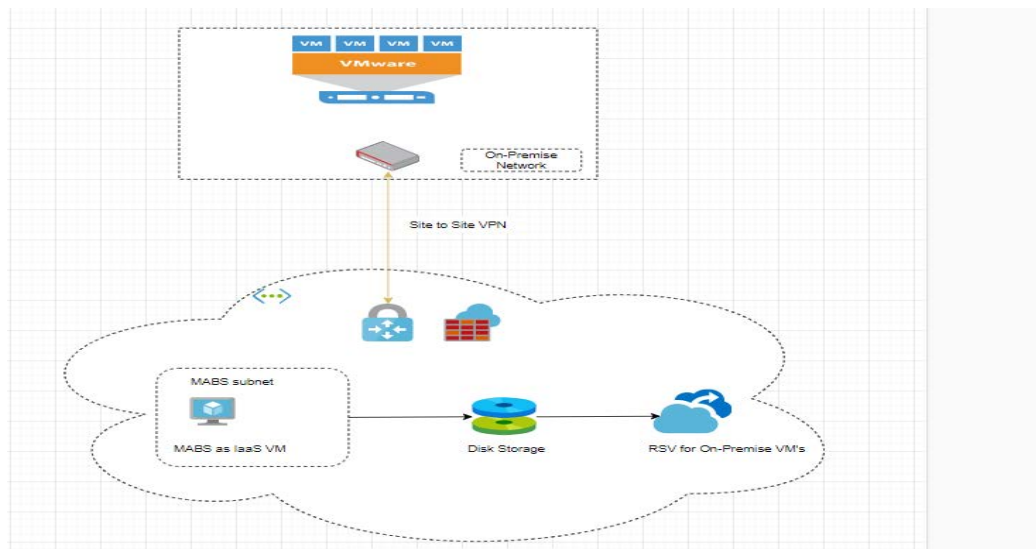 VM VM VM VM
VMware
On-Premise
Network
Site to Site VPN
MABS subnet
MABS as IaaS VM
Disk Storage
RSV for On-Premise VM's